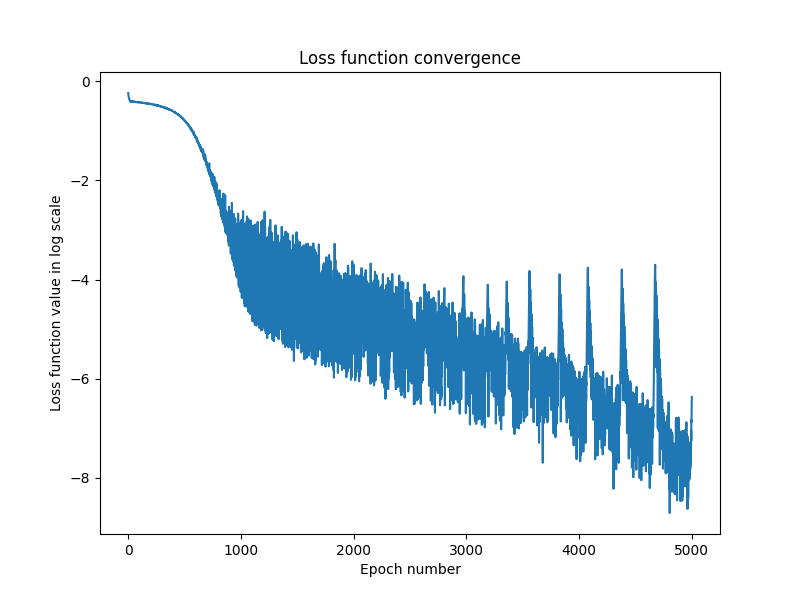 Loss function convergence
Loss function value in log scale
0
−2
−4
−6
−8
0 1000 2000 3000 4000 5000
Epoch number